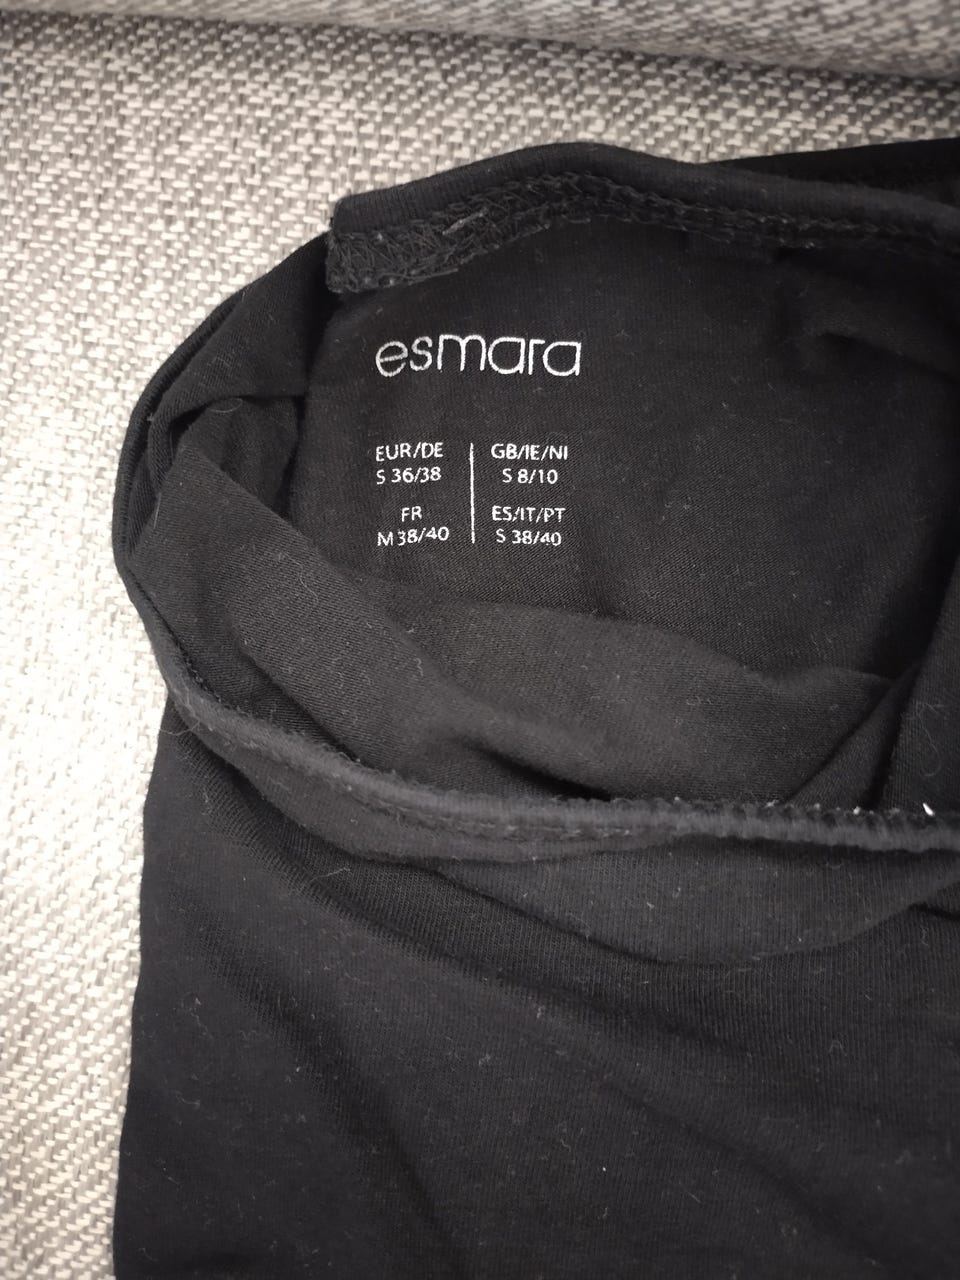 esmara
EUR/DE
S 36/38
GB/IE/NI
S 8/10
FR
M 38/40
ES/IT/PT
S 38/40